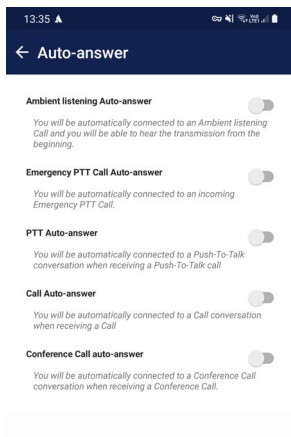 13:35
← Auto-answer
Ambient listening Auto-answer
You will be automatically connected to an Ambient listening
Call and you will be able to hear the transmission from the
beginning.
Emergency PTT Call Auto-answer
You will be automatically connected to an incoming
Emergency PTT Call.
PTT Auto-answer
You will be automatically connected to a Push-To-Talk
conversation when receiving a Push-To-Talk call
Call Auto-answer
You will be automatically connected to a Call conversation
when receiving a Call
Conference Call auto-answer
You will be automatically connected to a Conference Call
conversation when receiving a Conference Call.